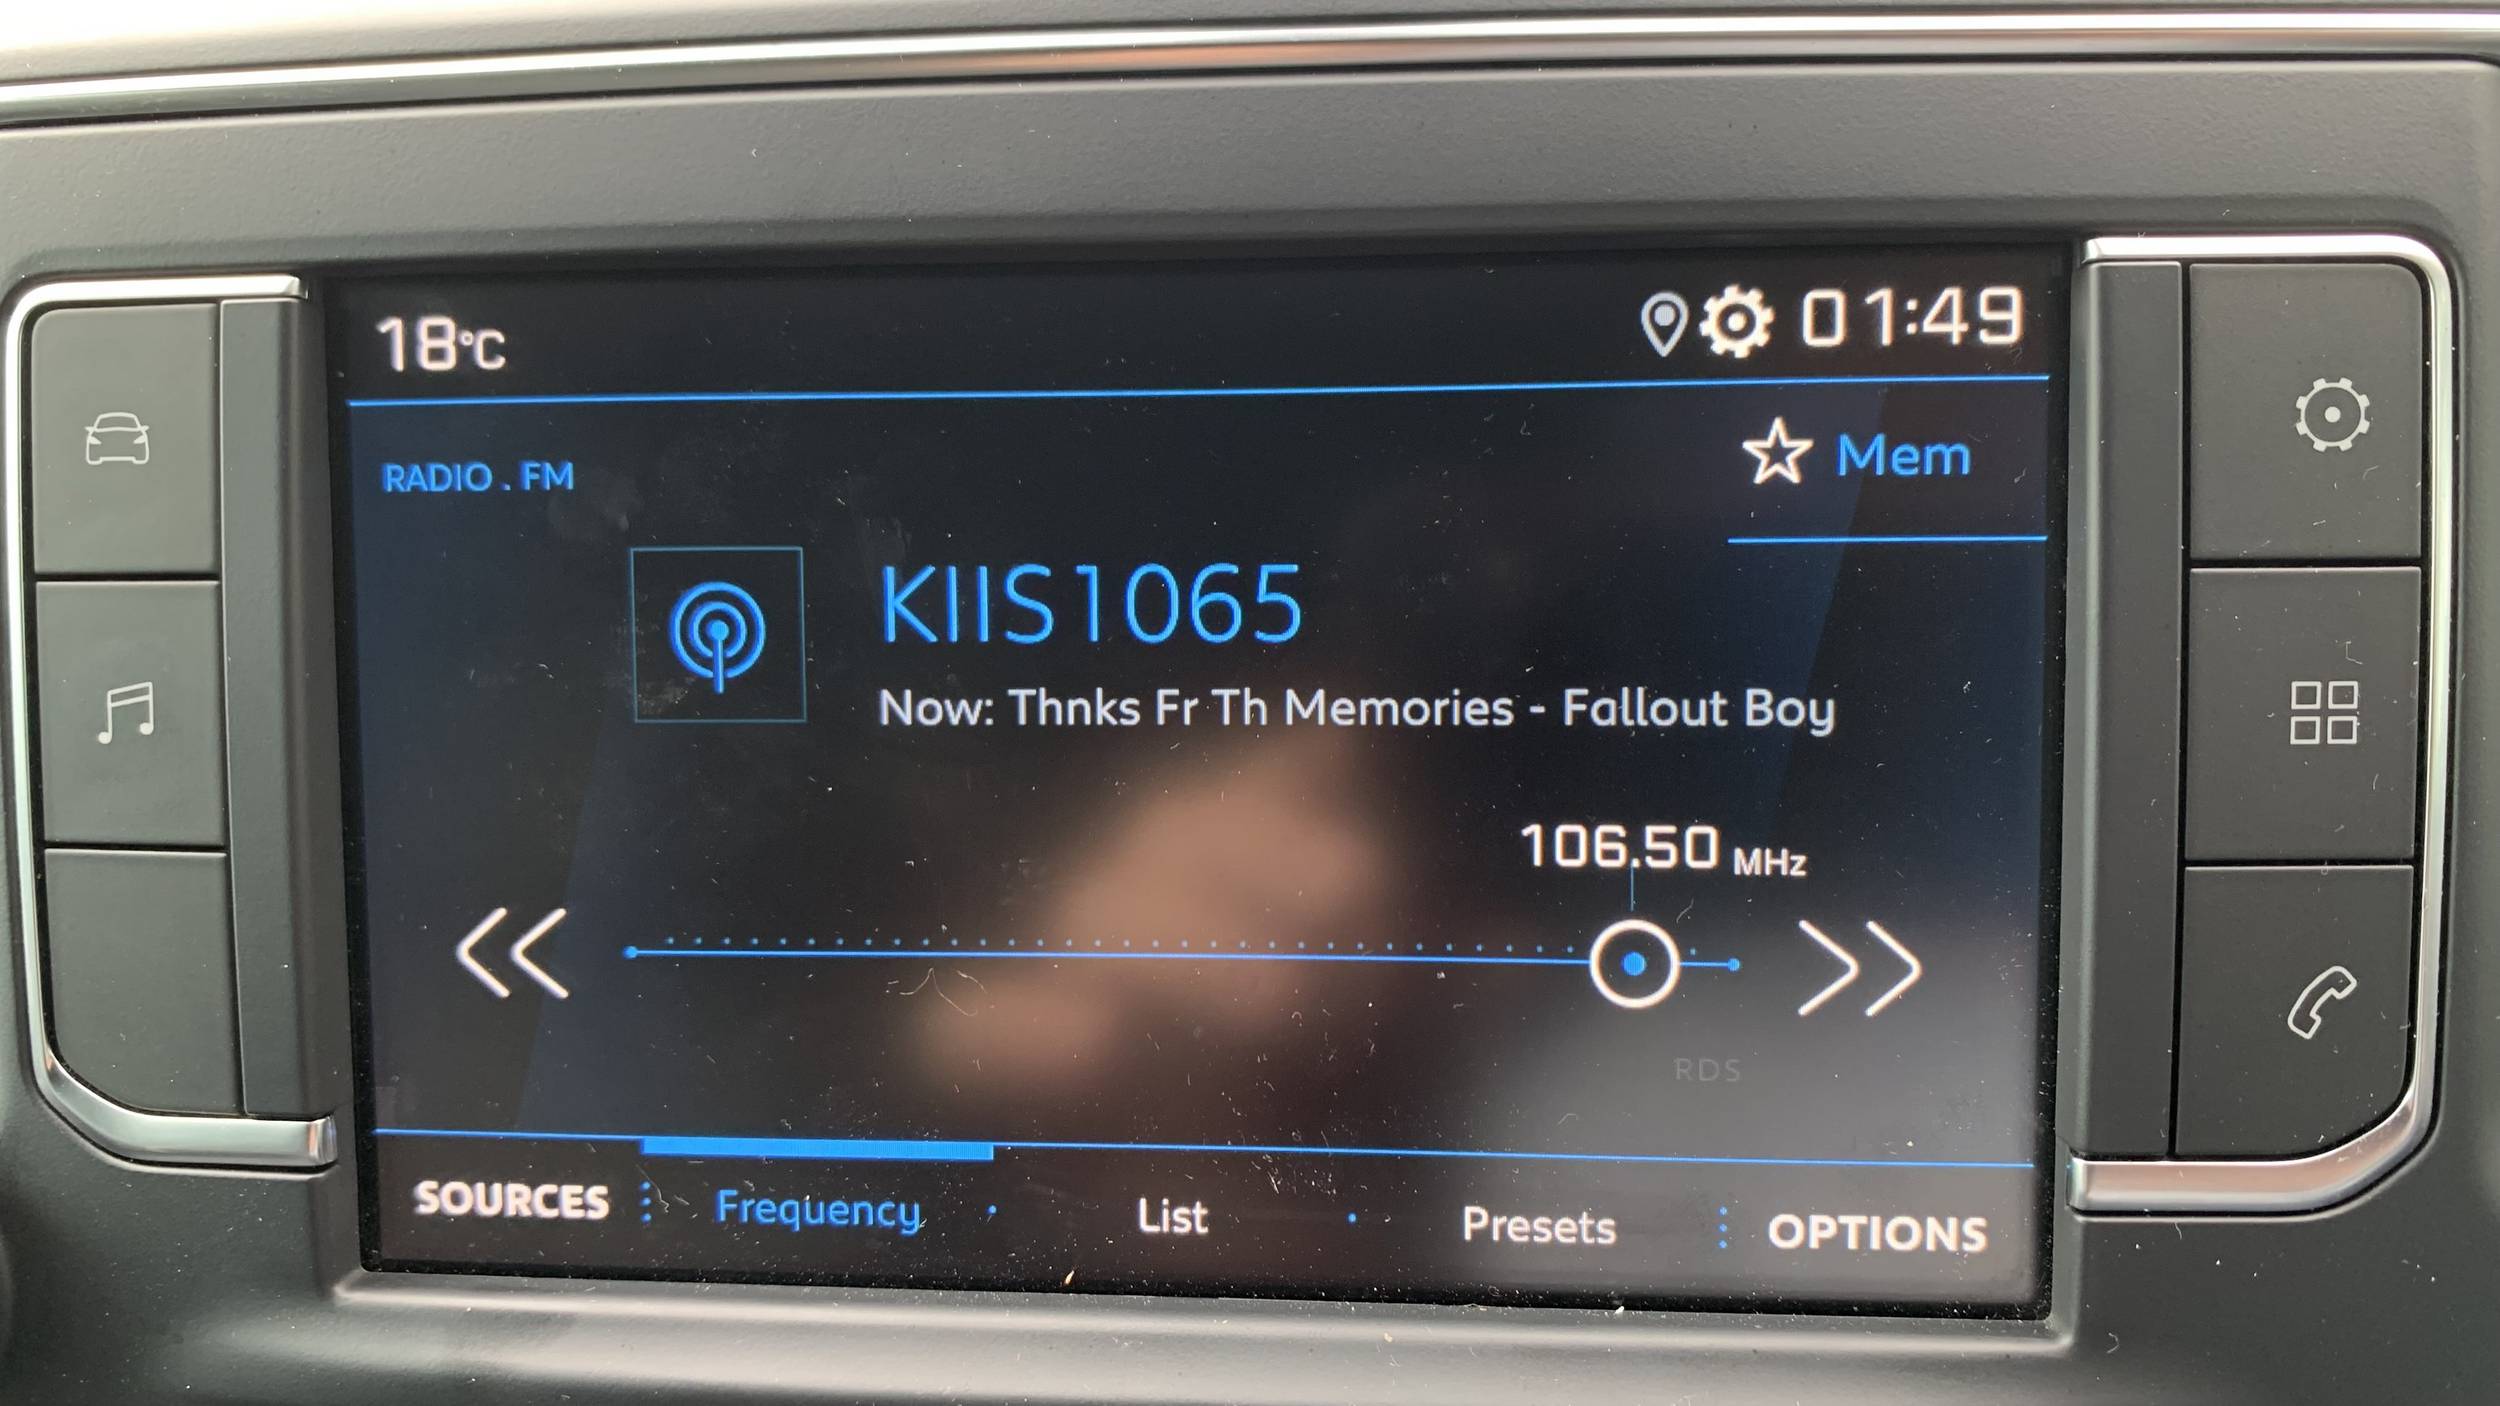 18°C
01:49
RADIO . FM
Mem
KIIS1065
Now: Thnks Fr Th Memories - Fallout Boy
106.50 MHz
RDS
SOURCES Frequency List Presets OPTIONS